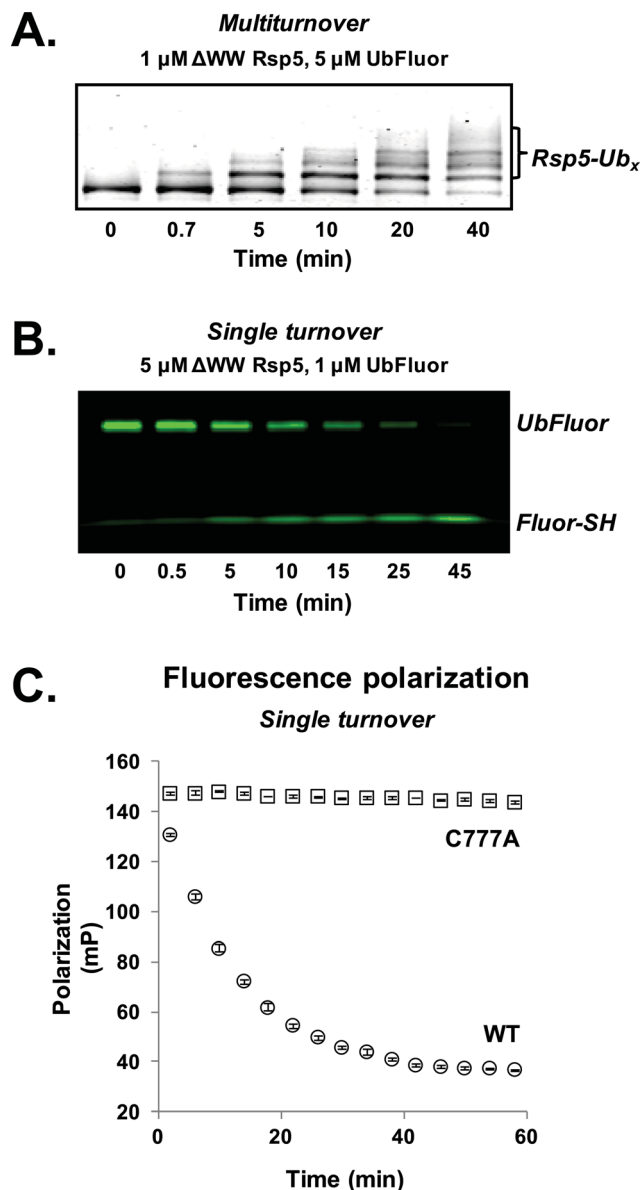 A.
Multiturnover
1 µM ΔWW Rsp5, 5 µM UbFluor
Rsp5-Ubx
0 0.7 5 10 20 40
Time (min)
B.
Single turnover
5 µM ΔWW Rsp5, 1 µM UbFluor
UbFluor
Fluor-SH
0 0.5 5 10 15 25 45
Time (min)
C.
Fluorescence polarization
Single turnover
160
140
120
100
80
60
40
20
Polarization
(mP)
C777A
WT
0 20 40 60
Time (min)